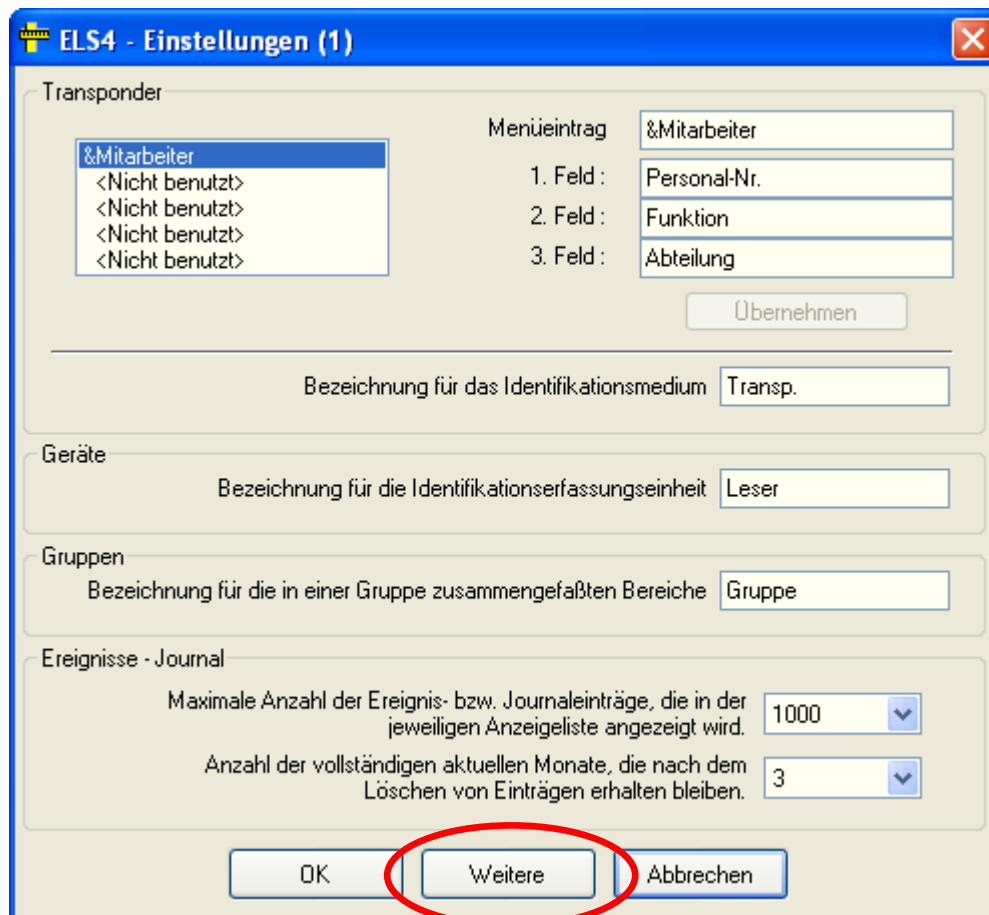 ELS4 - Einstellungen (1)
Transponder
&Mitarbeiter
<Nicht benutzt>
<Nicht benutzt>
<Nicht benutzt>
<Nicht benutzt>
Menüeintrag &Mitarbeiter
1. Feld : Personal-Nr.
2. Feld : Funktion
3. Feld : Abteilung
Übernehmen
Bezeichnung für das Identifikationsmedium Transp.
Geräte
Bezeichnung für die Identifikationserfassungseinheit Leser
Gruppen
Bezeichnung für die in einer Gruppe zusammengefaßten Bereiche Gruppe
Ereignisse - Journal
Maximale Anzahl der Ereignis- bzw. Journaleinträge, die in der
jeweiligen Anzeigeliste angezeigt wird. 1000
Anzahl der vollständigen aktuellen Monate, die nach dem
Löschen von Einträgen erhalten bleiben. 3
OK Weitere Abbrechen